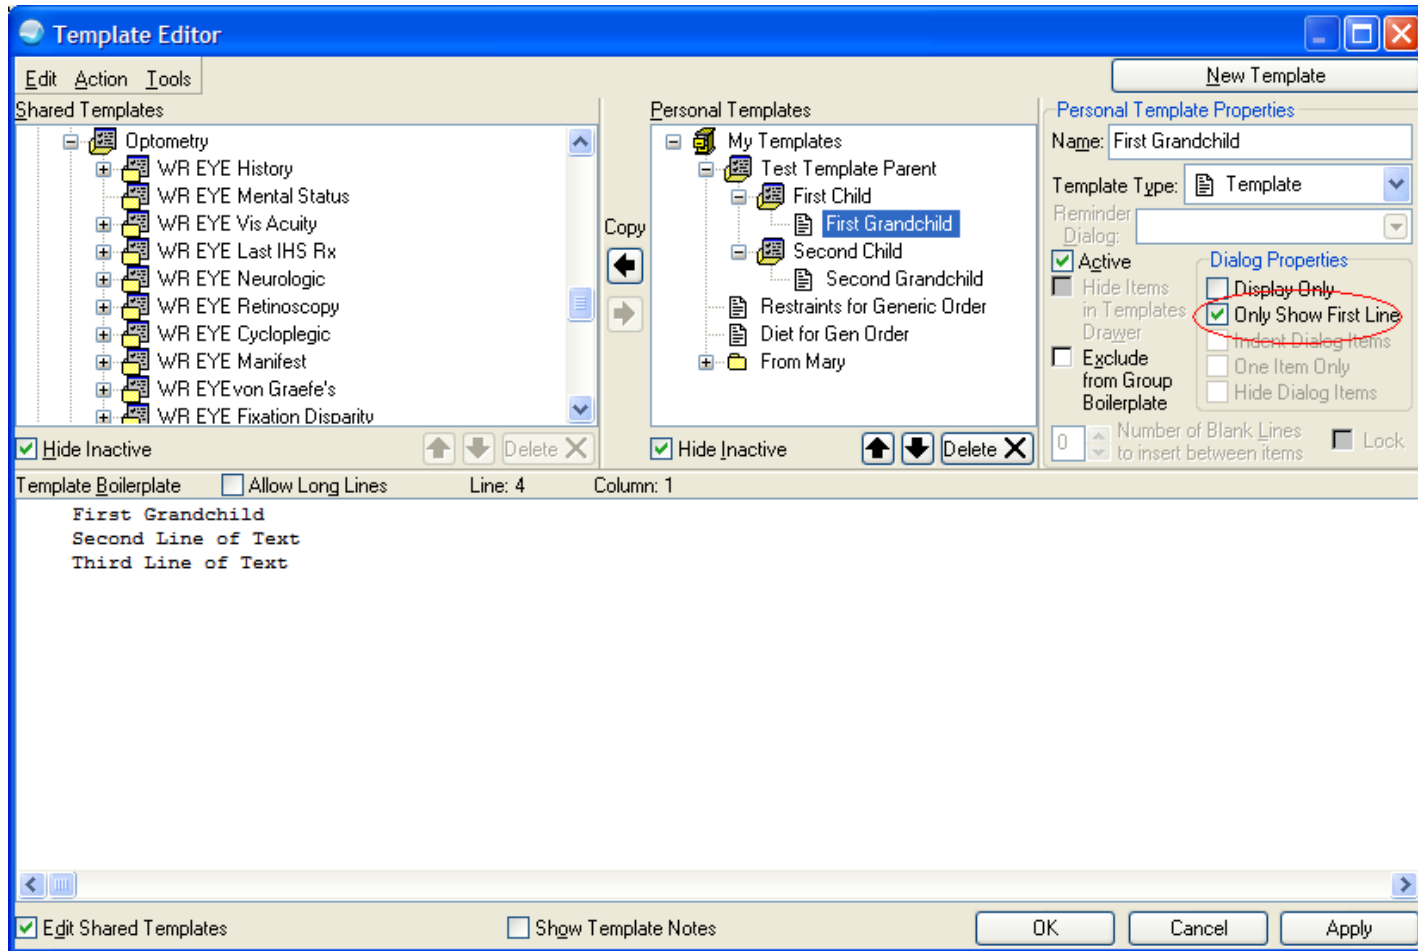 Template Editor
Edit Action Tools
New Template
Shared Templates
Optometry
WR EYE History
WR EYE Mental Status
WR EYE Vis Acuity
WR EYE Last IHS Rx
WR EYE Neurologic
WR EYE Retinoscopy
WR EYE Cycloplegic
WR EYE Manifest
WR EYEvon Graefe's
WR EYE Fixation Disparity
Hide Inactive
Delete
Copy
Personal Templates
My Templates
Test Template Parent
First Child
First Grandchild
Second Child
Second Grandchild
Restraints for Generic Order
Diet for Gen Order
From Mary
Hide Inactive
Delete
Personal Template Properties
Name: First Grandchild
Template Type: Template
Reminder
Dialog:
Active
Hide Items
in Templates
Drawer
Exclude
from Group
Boilerplate
Dialog Properties
Display Only
Only Show First Line
Indent Dialog Items
One Item Only
Hide Dialog Items
0 Number of Blank Lines
to insert between items
Lock
Template Boilerplate Allow Long Lines Line: 4 Column: 1
First Grandchild
Second Line of Text
Third Line of Text
Edit Shared Templates Show Template Notes OK Cancel Apply